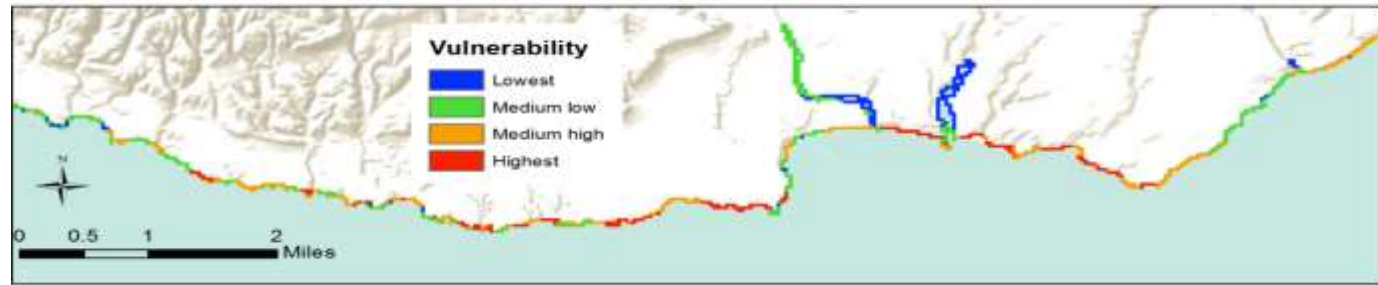 Vulnerability
Lowest
Medium low
Medium high
Highest
N
0 0.5 1 2
Miles